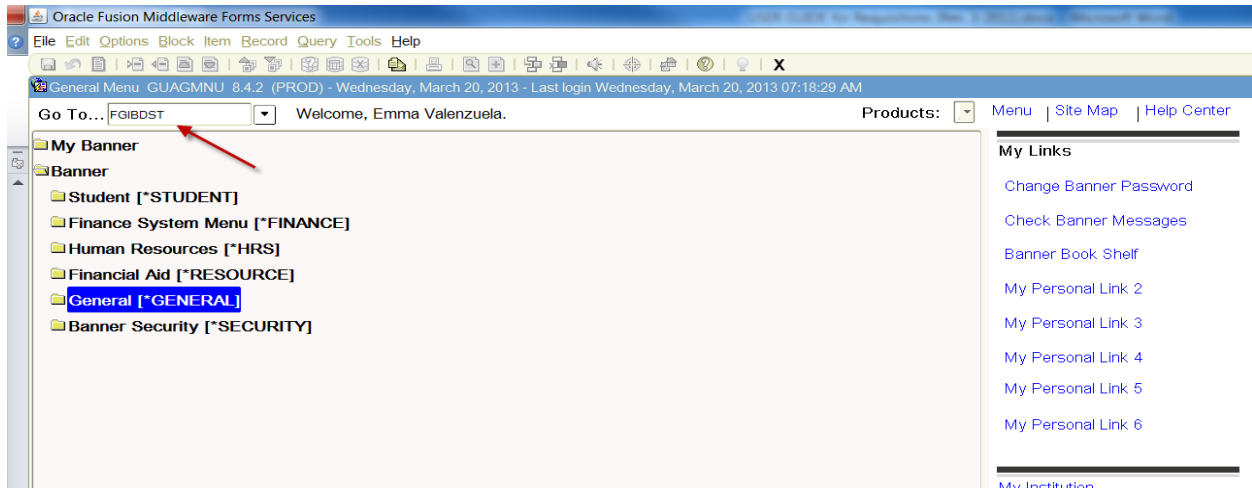 Oracle Fusion Middleware Forms Services
File Edit Options Block Item Record Query Tools Help
X
General Menu GUAGMNU 8.4.2 (PROD) - Wednesday, March 20, 2013 - Last login Wednesday, March 20, 2013 07:18:29 AM
Go To... FGIBDST Welcome, Emma Valenzuela. Products: Menu | Site Map | Help Center
My Banner
Banner
Student [*STUDENT]
Finance System Menu [*FINANCE]
Human Resources [*HRS]
Financial Aid [*RESOURCE]
General [*GENERAL]
Banner Security [*SECURITY]
My Links
Change Banner Password
Check Banner Messages
Banner Book Shelf
My Personal Link 2
My Personal Link 3
My Personal Link 4
My Personal Link 5
My Personal Link 6
My Institution